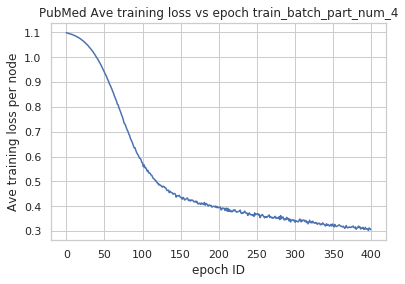 PubMed Ave training loss vs epoch train_batch_part_num_4
1.1
1.0
0.9
0.8
0.7
0.6
0.5
0.4
0.3
Ave training loss per node
0 50 100 150 200 250 300 350 400
epoch ID